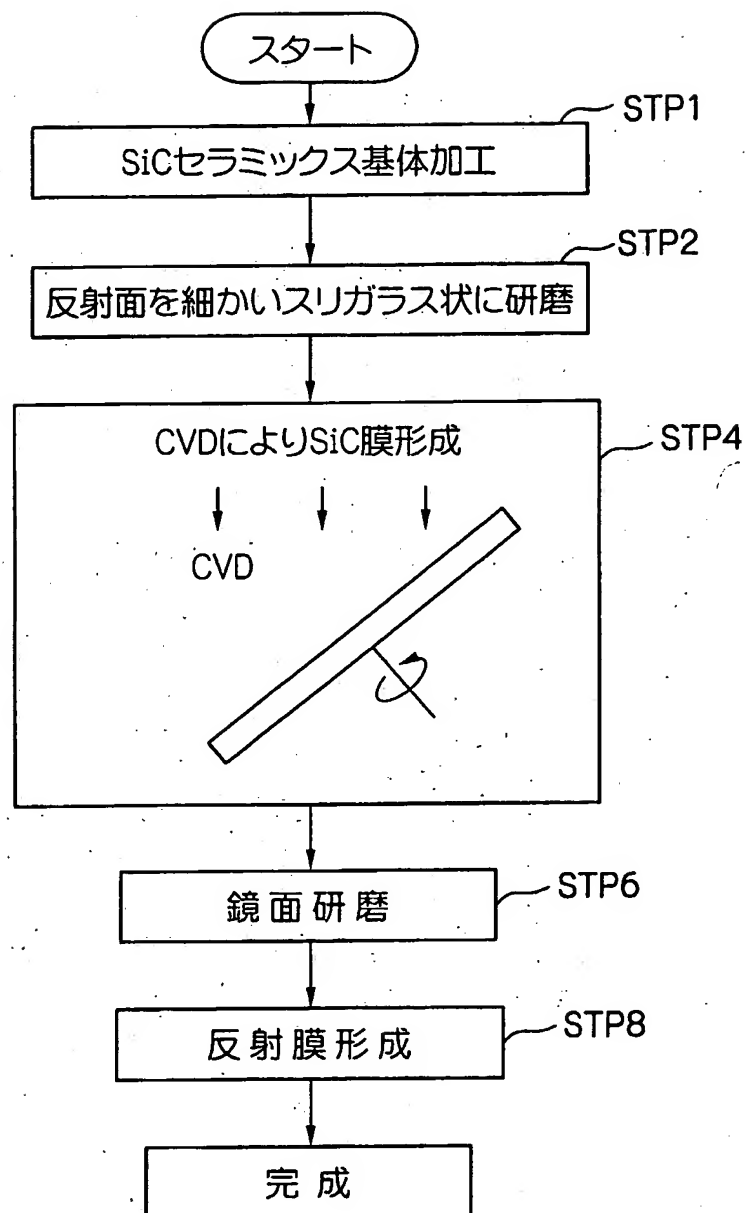 スタート
STP1
SiCセラミックス基体加工
STP2
反射面を細かいスリガラス状に研磨
CVDによりSiC膜形成
STP4
CVD
STP6
鏡面研磨
STP8
反射膜形成
完成